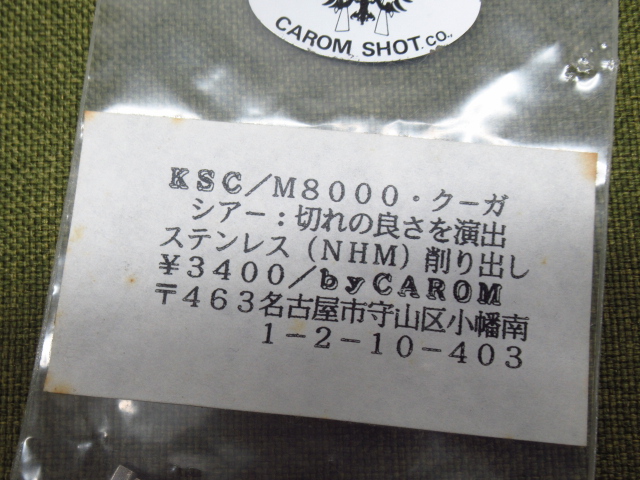 CAROM SHOT CO.,
KSC/M8000・クーガ
シアー：切れの良さを演出
ステンレス（NHM）削り出し
¥3400/byCAROM
〒463名古屋市守山区小幡南
1-2-10-403